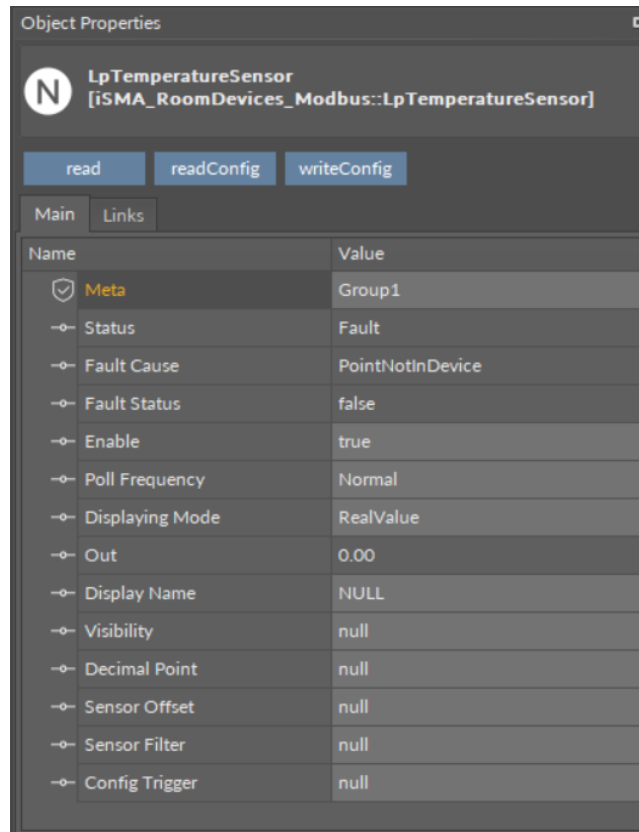 Object Properties
N
LpTemperatureSensor
[iSMA_RoomDevices_Modbus::LpTemperatureSensor]
read readConfig writeConfig
Main Links
Name Value
Meta Group1
Status Fault
Fault Cause PointNotInDevice
Fault Status false
Enable true
Poll Frequency Normal
Displaying Mode RealValue
Out 0.00
Display Name NULL
Visibility null
Decimal Point null
Sensor Offset null
Sensor Filter null
Config Trigger null